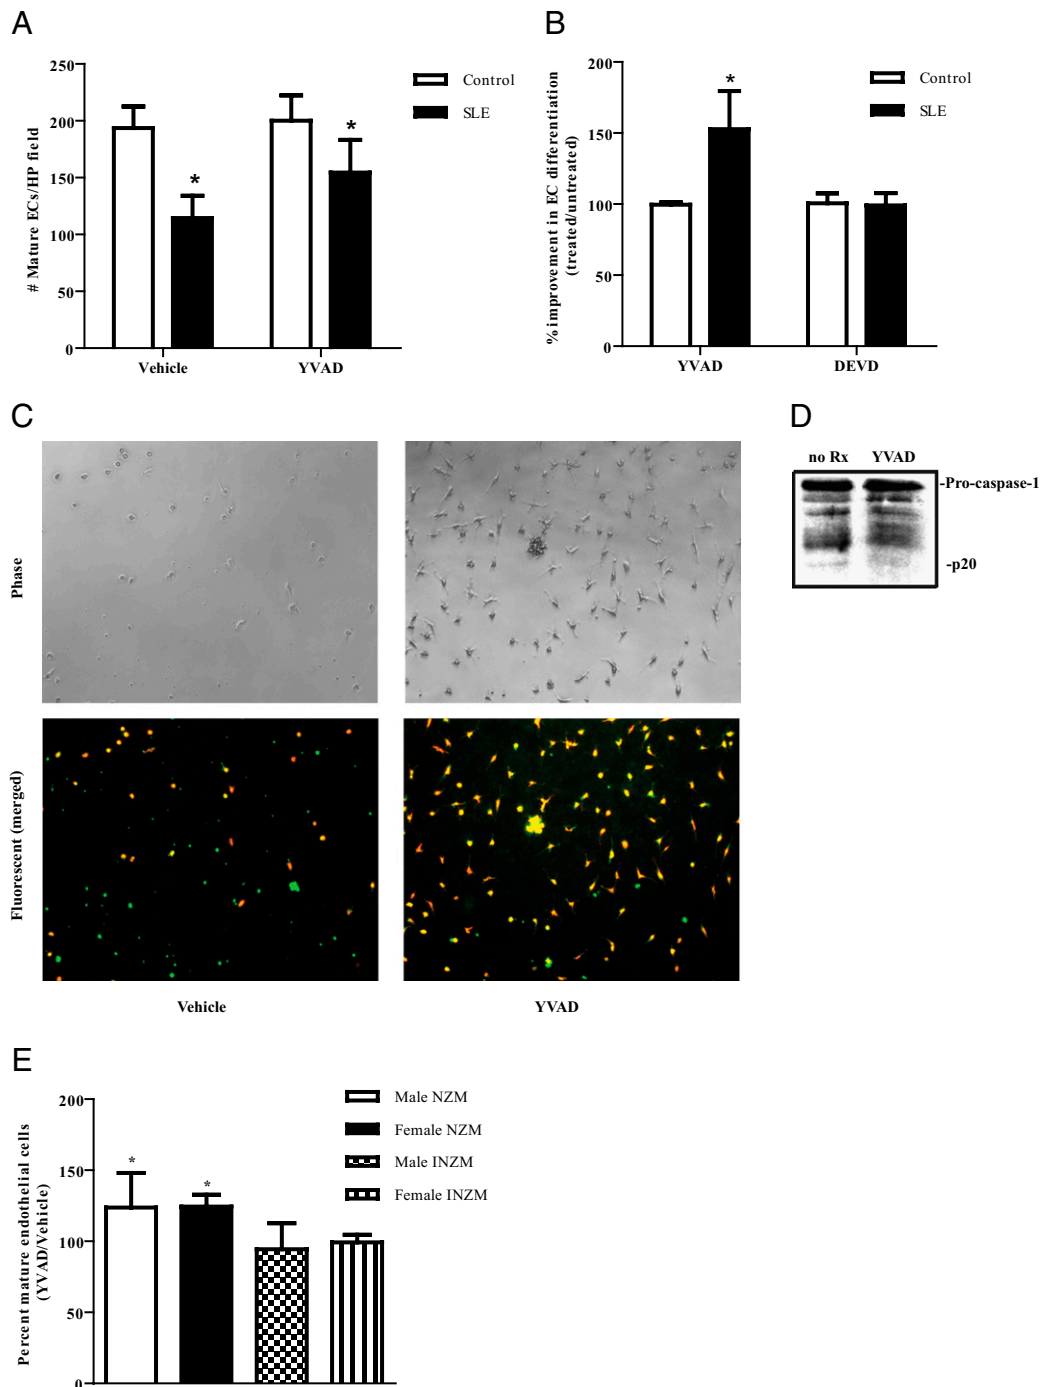 A
# Mature ECs/HP field
250
200
150
100
50
0
*
*
Vehicle
YVAD
Control
SLE
B
% improvement in EC differentiation
(treated/untreated)
200
150
100
50
0
*
YVAD
DEVD
Control
SLE
C
Phase
Fluorescent (merged)
Vehicle
YVAD
D
no Rx YVAD
-Pro-caspase-1
-p20
E
Percent mature endothelial cells
(YVAD/Vehicle)
200
150
100
50
0
*
*
Male NZM
Female NZM
Male INZM
Female INZM